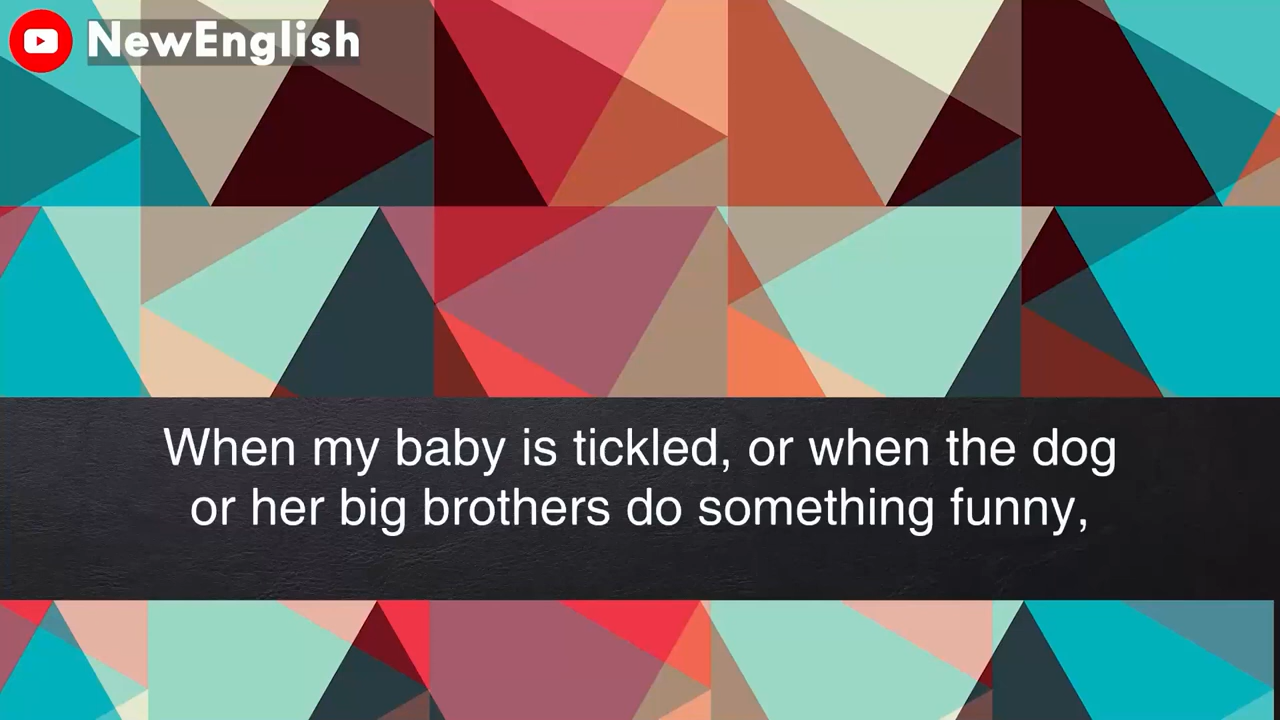 NewEnglish
When my baby is tickled, or when the dog
or her big brothers do something funny,